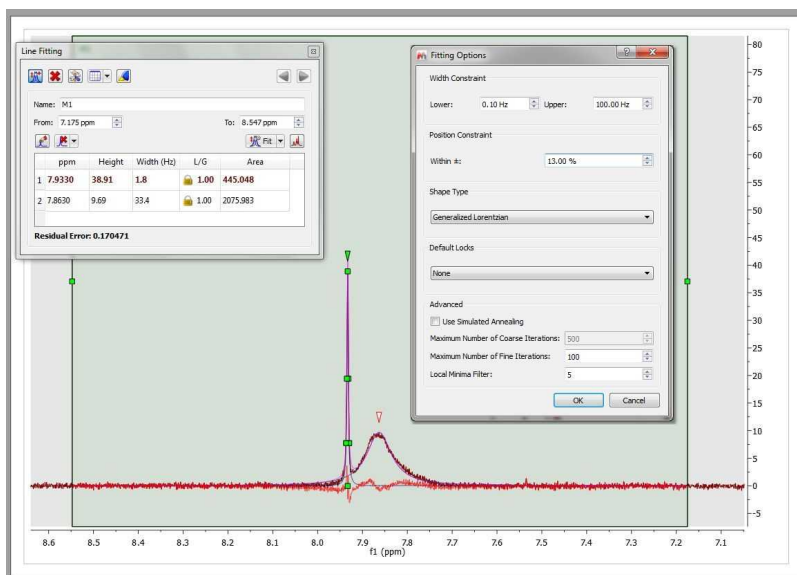 Line Fitting
Name: M1
From: 7.175 ppm To: 8.547 ppm
Fit
ppm Height Width (Hz) L/G Area
1 7.9330 38.91 1.8 1.00 445.048
2 7.8630 9.69 33.4 1.00 2075.983
Residual Error: 0.170471
Fitting Options
Width Constraint
Lower: 0.10 Hz Upper: 100.00 Hz
Position Constraint
Within ±: 13.00 %
Shape Type
Generalized Lorentzian
Default Locks
None
Advanced
Use Simulated Annealing
Maximum Number of Coarse Iterations: 500
Maximum Number of Fine Iterations: 100
Local Minima Filter: 5
OK Cancel
80
75
70
65
60
55
50
45
40
35
30
25
20
15
10
5
0
-5
8.6 8.5 8.4 8.3 8.2 8.1 8.0 7.9 7.8 7.7 7.6 7.5 7.4 7.3 7.2 7.1
f1 (ppm)